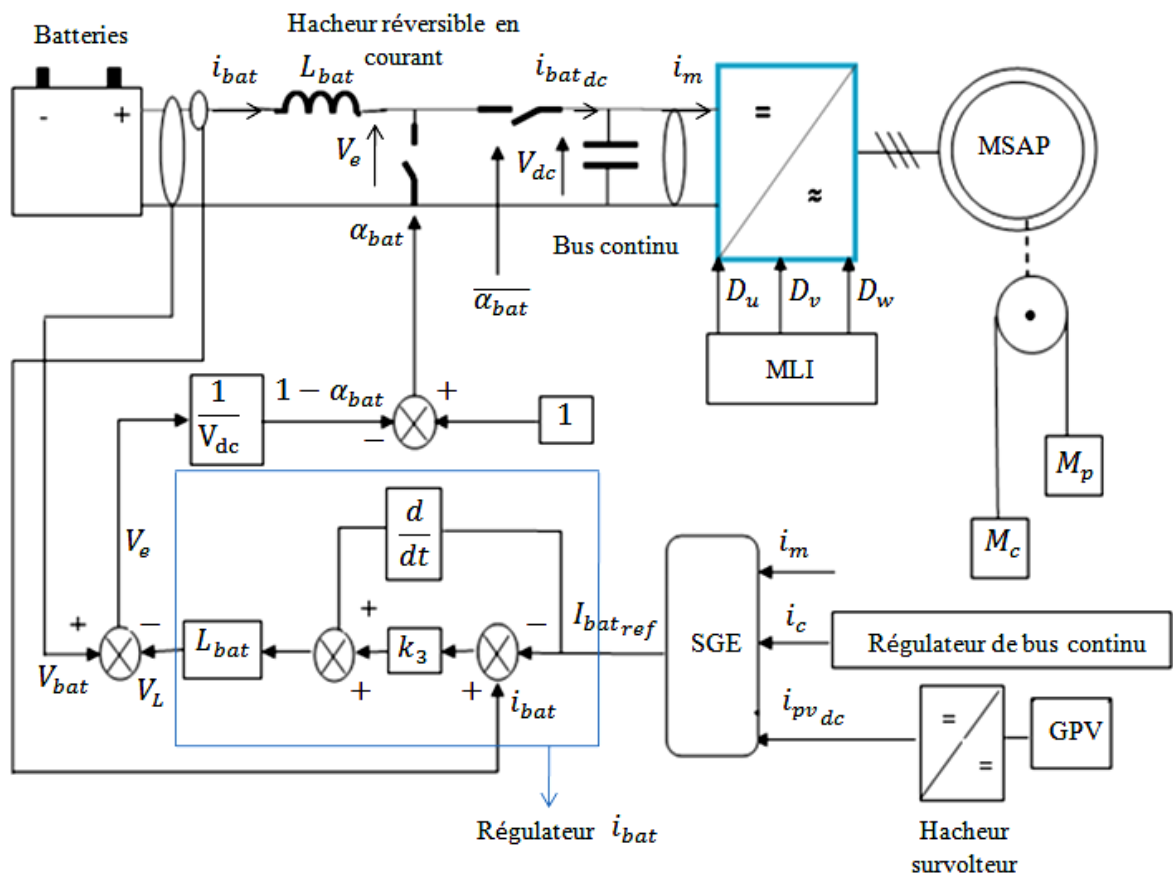 Batteries
Hacheur réversible en
courant
- +
i_bat
L_bat
i_bat_dc
i_m
V_e
V_dc
=
≈
MSAP
α_bat
Bus continu
\overline{α_bat}
D_u D_v D_w
MLI
1/V_dc
1 − α_bat
+
−
1
M_p
M_c
d/dt
V_e
i_m
+
−
L_bat
+
+
k_3
−
+
I_bat_ref
SGE
i_c
Régulateur de bus continu
V_bat
V_L
i_bat
i_pv_dc
=
=
GPV
Régulateur i_bat
Hacheur
survolteur